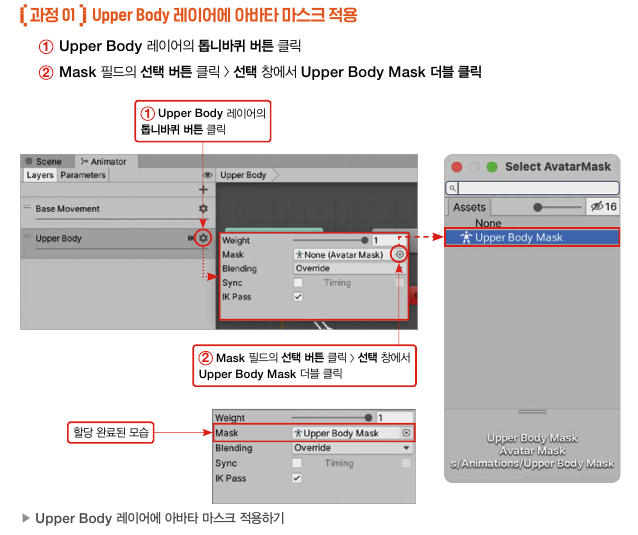 [과정 01] Upper Body 레이어에 아바타 마스크 적용
① Upper Body 레이어의 톱니바퀴 버튼 클릭
② Mask 필드의 선택 버튼 클릭 > 선택 창에서 Upper Body Mask 더블 클릭
① Upper Body 레이어의
톱니바퀴 버튼 클릭
Scene Animator
Layers Parameters
Upper Body
Base Movement
Upper Body
Weight 1
Mask None (Avatar Mask)
Blending Override
Sync Timing
IK Pass
Select AvatarMask
Assets 16
None
Upper Body Mask
② Mask 필드의 선택 버튼 클릭 > 선택 창에서
Upper Body Mask 더블 클릭
할당 완료된 모습
Weight 1
Mask Upper Body Mask
Blending Override
Sync Timing
IK Pass
Upper Body Mask
Avatar Mask
s/Animations/Upper Body Mask
▶ Upper Body 레이어에 아바타 마스크 적용하기